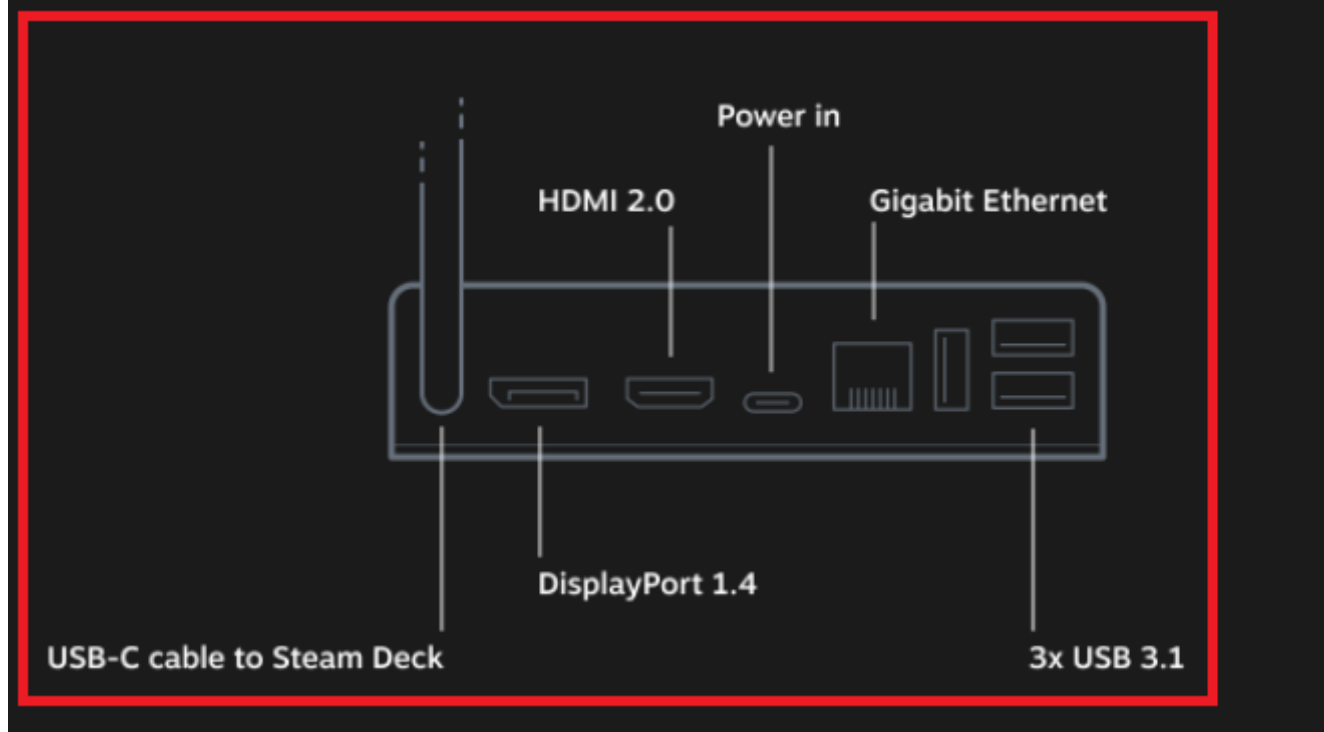 Power in
HDMI 2.0
Gigabit Ethernet
DisplayPort 1.4
USB-C cable to Steam Deck
3x USB 3.1